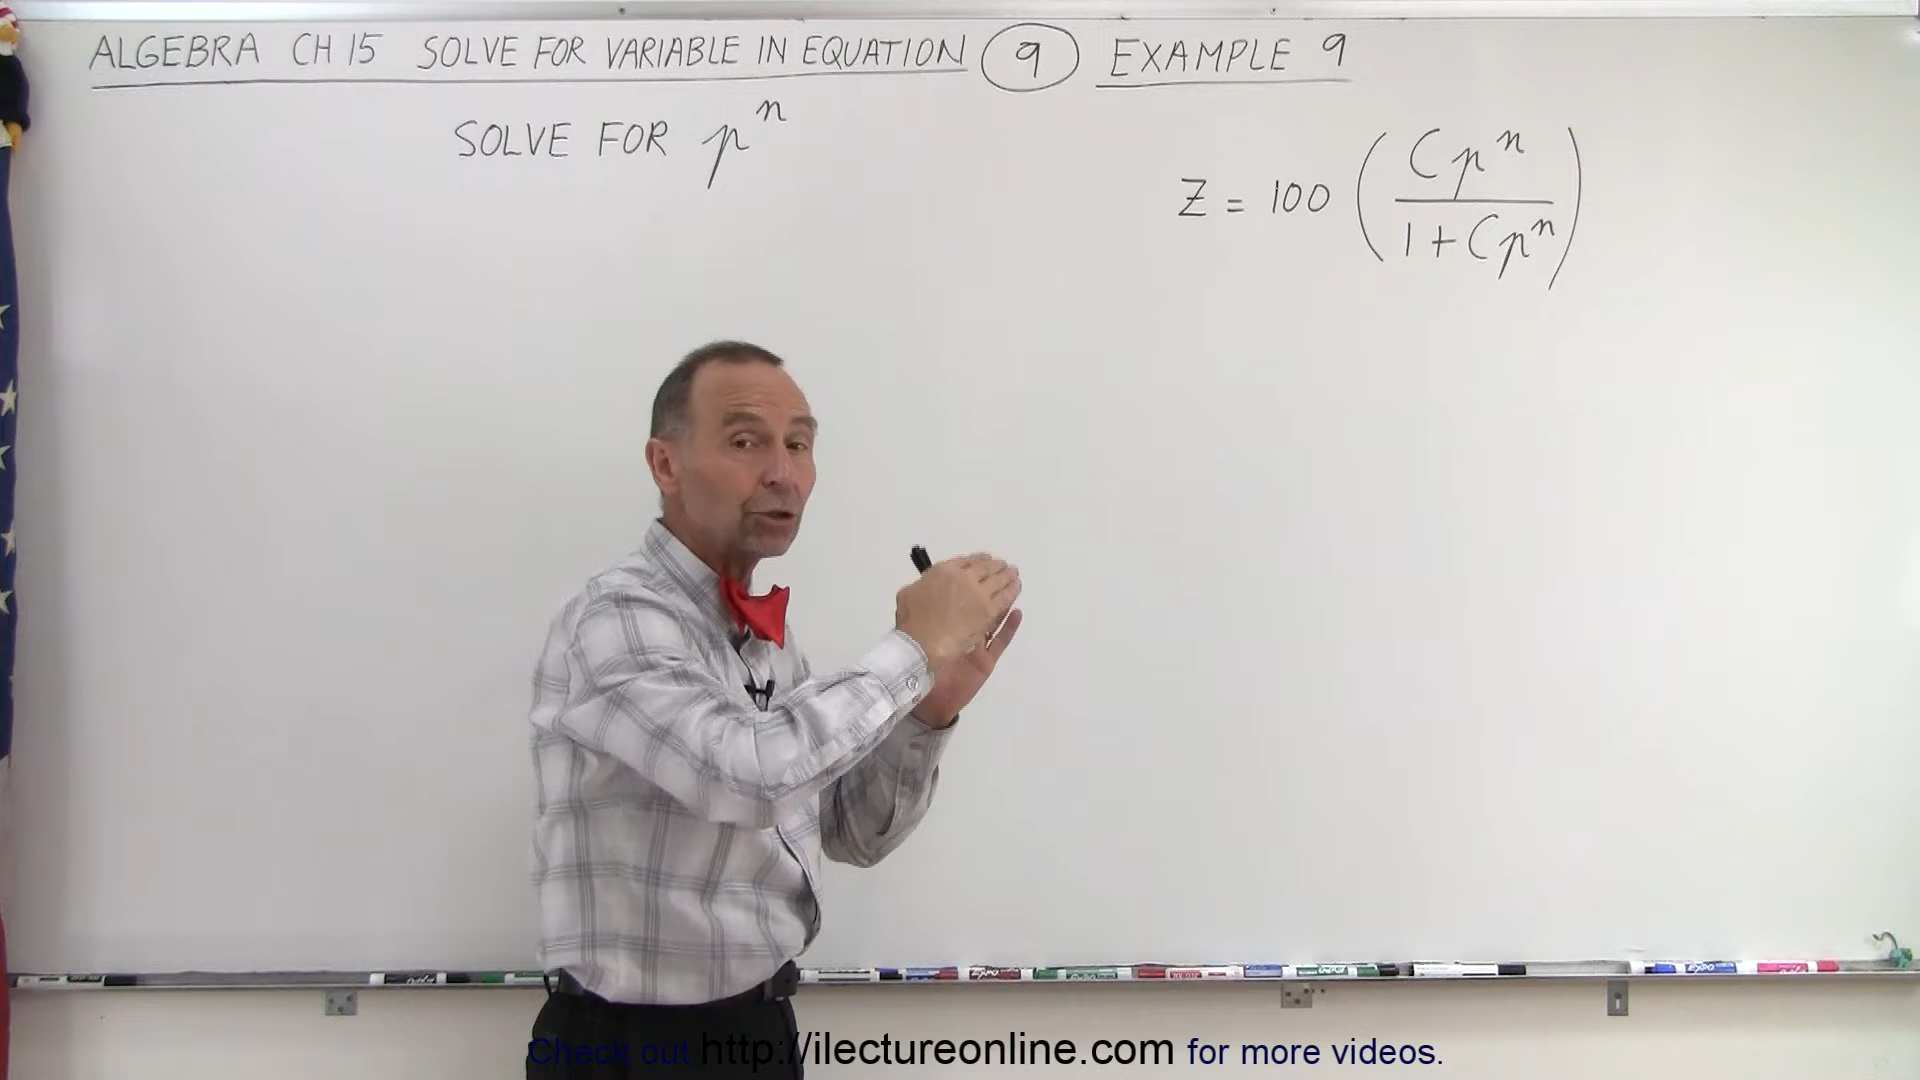 ALGEBRA CH 15 SOLVE FOR VARIABLE IN EQUATION 9 EXAMPLE 9
SOLVE FOR p^n
Z = 100 (Cp^n / 1 + Cp^n)
EXPO
Check out http://ilectureonline.com for more videos.